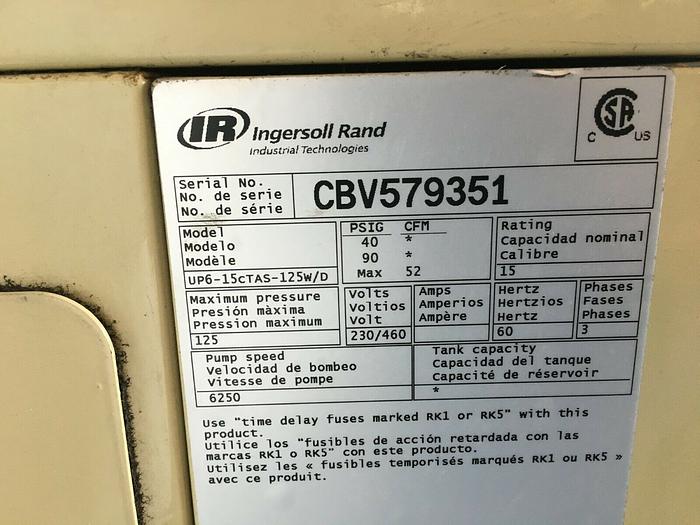 IR Ingersoll Rand
Industrial Technologies
CSA
C US
Serial No.
No. de serie
No. de série
CBV579351
Model
Modelo
Modèle
UP6-15cTAS-125W/D
PSIG CFM
40 *
90 *
Max 52
Rating
Capacidad nominal
Calibre
15
Maximum pressure
Presión màxima
Pression maximum
125
Volts
Voltios
Volt
230/460
Amps
Amperios
Ampère
Hertz
Hertzios
Hertz
60
Phases
Fases
Phases
3
Pump speed
Velocidad de bombeo
Vitesse de pompe
6250
Tank capacity
Capacidad del tanque
Capacité de réservoir
*
Use "time delay fuses marked RK1 or RK5" with this
product.
Utilice los "fusibles de acción retardada con las
marcas RK1 o RK5" con este producto.
Utilisez les « fusibles temporisés marqués RK1 ou RK5 »
avec ce produit.